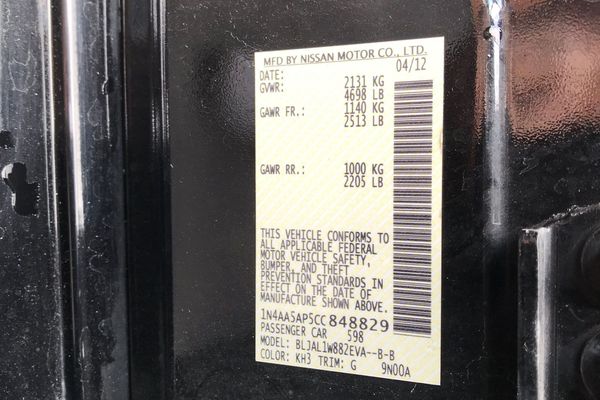 MFD BY NISSAN MOTOR CO., LTD.
DATE: 04/12
GVWR: 2131 KG
4698 LB
GAWR FR.: 1140 KG
2513 LB
GAWR RR.: 1000 KG
2205 LB
THIS VEHICLE CONFORMS TO
ALL APPLICABLE FEDERAL
MOTOR VEHICLE SAFETY,
BUMPER, AND THEFT
PREVENTION STANDARDS IN
EFFECT ON THE DATE OF
MANUFACTURE SHOWN ABOVE.
1N4AA5AP5CC848829
PASSENGER CAR 598
MODEL: BLJAL1W882EVA--B-B
COLOR: KH3 TRIM: G 9N00A